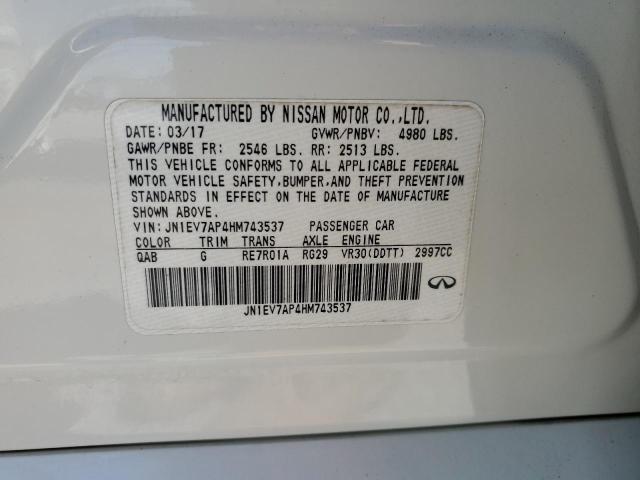 MANUFACTURED BY NISSAN MOTOR CO.,LTD.
DATE: 03/17 GVWR/PNBV: 4980 LBS.
GAWR/PNBE FR: 2546 LBS. RR: 2513 LBS.
THIS VEHICLE CONFORMS TO ALL APPLICABLE FEDERAL
MOTOR VEHICLE SAFETY, BUMPER, AND THEFT PREVENTION
STANDARDS IN EFFECT ON THE DATE OF MANUFACTURE
SHOWN ABOVE.
VIN: JN1EV7AP4HM743537 PASSENGER CAR
COLOR TRIM TRANS AXLE ENGINE
QAB G RE7R01A RG29 VR30(DDTT) 2997CC
JN1EV7AP4HM743537